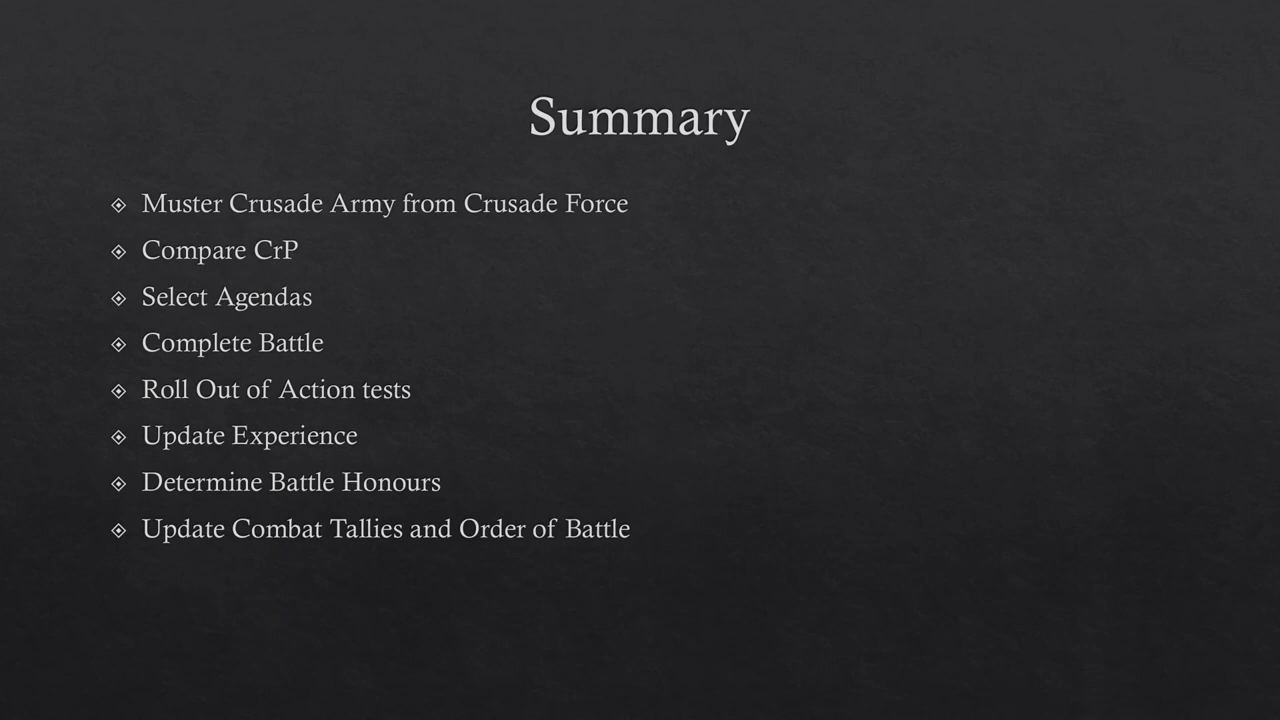 Summary
Muster Crusade Army from Crusade Force
Compare CrP
Select Agendas
Complete Battle
Roll Out of Action tests
Update Experience
Determine Battle Honours
Update Combat Tallies and Order of Battle